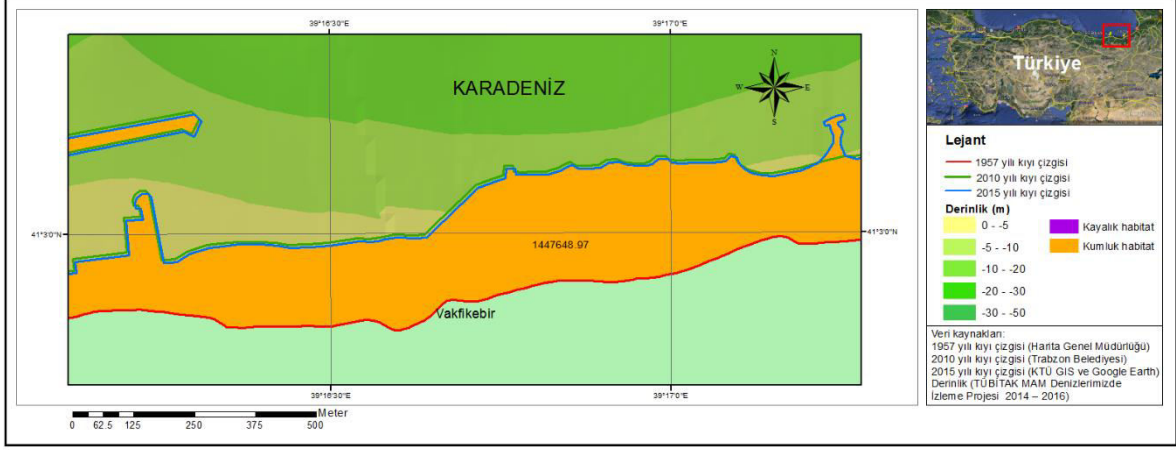 39°16'30"E
39°17'0"E
KARADENİZ
N
W
E
S
41°3'0"N
41°3'0"N
1447648.97
Vakfıkebir
39°16'30"E
39°17'0"E
Meter
0 62.5 125 250 375 500
Türkiye
Lejant
1957 yılı kıyı çizgisi
2010 yılı kıyı çizgisi
2015 yılı kıyı çizgisi
Derinlik (m)
0 - -5
-5 - -10
-10 - -20
-20 - -30
-30 - -50
Kayalık habitat
Kumluk habitat
Veri kaynakları:
1957 yılı kıyı çizgisi (Harita Genel Müdürlüğü)
2010 yılı kıyı çizgisi (Trabzon Belediyesi)
2015 yılı kıyı çizgisi (KTÜ GIS ve Google Earth)
Derinlik (TÜBİTAK MAM Denizlerimizde
İzleme Projesi 2014 – 2016)